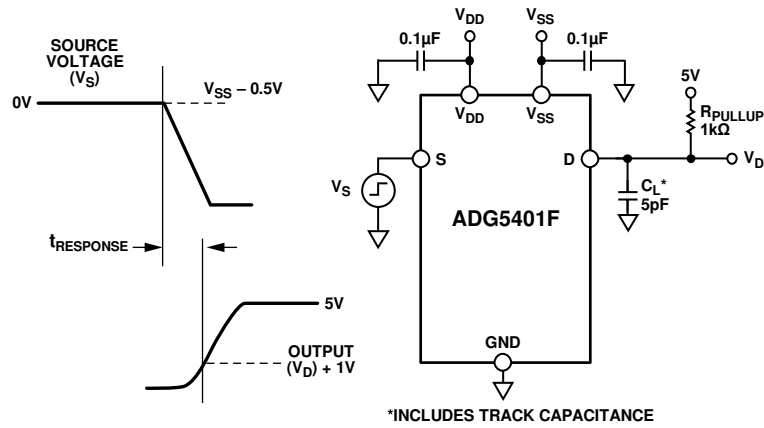 SOURCE
VOLTAGE
(VS)
0V
VSS – 0.5V
tRESPONSE
5V
OUTPUT
(VD) + 1V
VDD
VSS
0.1µF
0.1µF
VDD
VSS
5V
RPULLUP
1kΩ
S
D
VD
VS
CL*
5pF
ADG5401F
GND
*INCLUDES TRACK CAPACITANCE